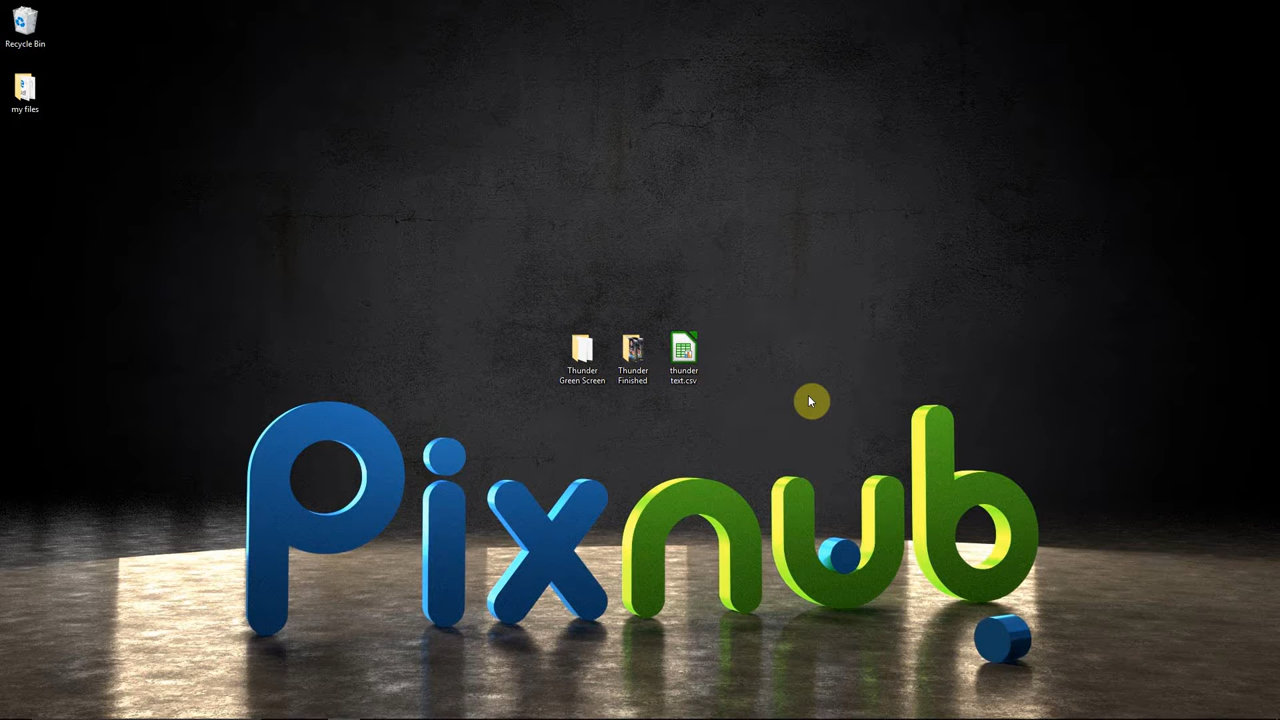 Recycle Bin
my files
Thunder
Green Screen
Thunder
Finished
thunder
text.csv
Pixnub